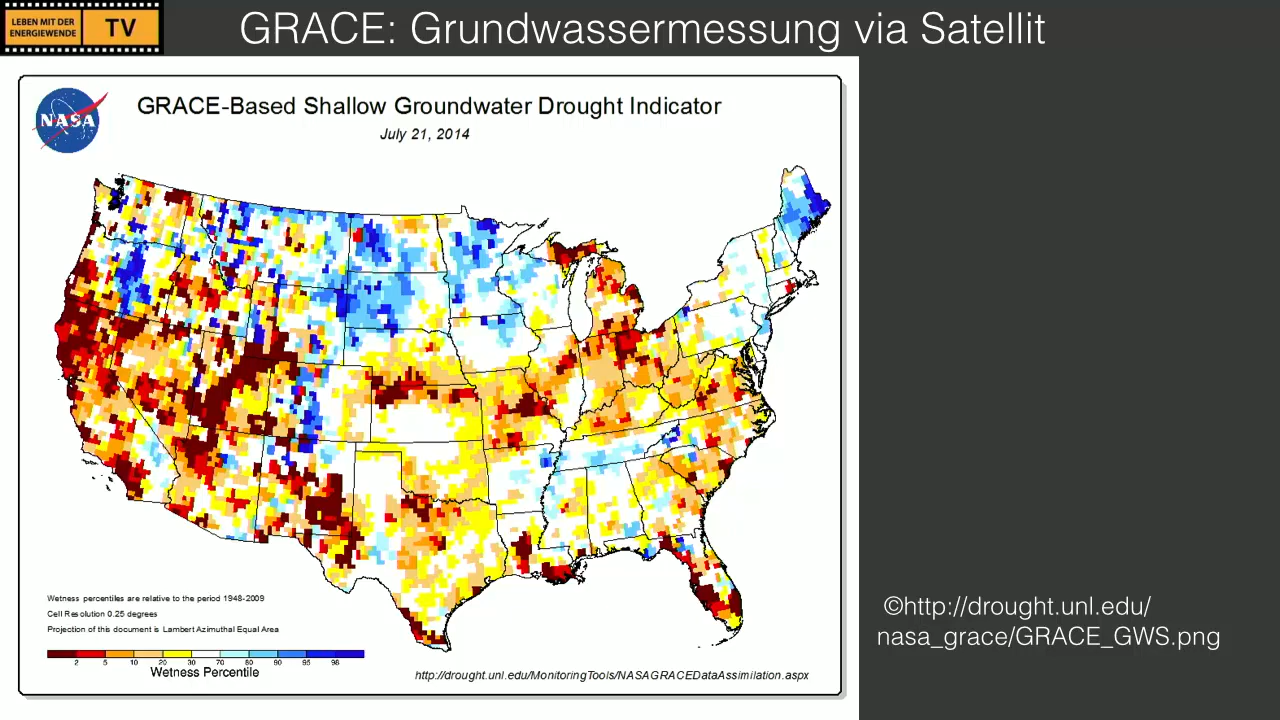 LEBEN MIT DER
ENERGIEWENDE
TV
GRACE: Grundwassermessung via Satellit
NASA
GRACE-Based Shallow Groundwater Drought Indicator
July 21, 2014
Wetness percentiles are relative to the period 1948-2009
Cell Resolution 0.25 degrees
Projection of this document is Lambert Azimuthal Equal Area
2 5 10 20 30 70 80 90 95 98
Wetness Percentile
http://drought.unl.edu/MonitoringTools/NASAGRACEDataAssimilation.aspx
©http://drought.unl.edu/
nasa_grace/GRACE_GWS.png